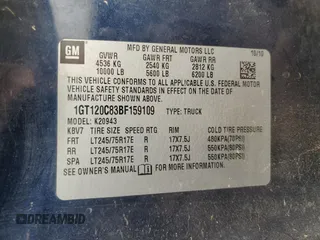 GM
MFD BY GENERAL MOTORS LLC 10/10
GVWR GAWR FRT GAWR RR
4536 KG 2540 KG 2812 KG
10000 LB 5600 LB 6200 LB
THIS VEHICLE CONFORMS TO ALL APPLICABLE U.S. FEDERAL MOTOR
VEHICLE SAFETY STANDARDS IN EFFECT ON THE DATE OF
MANUFACTURE SHOWN ABOVE.
1GT120C83BF159109 TYPE: TRUCK
MODEL: K20943
KBV7 TIRE SIZE SPEED RTG RIM COLD TIRE PRESSURE
FRT LT245/75R17E R 17X7.5J 480KPA(70PSI)
RR LT245/75R17E R 17X7.5J 550KPA(80PSI)
SPA LT245/75R17E R 17X7.5J 550KPA(80PSI)
SEE OWNER'S MANUAL FOR ADDITIONAL INFORMATION
© RAWBIDD AMBID.COM